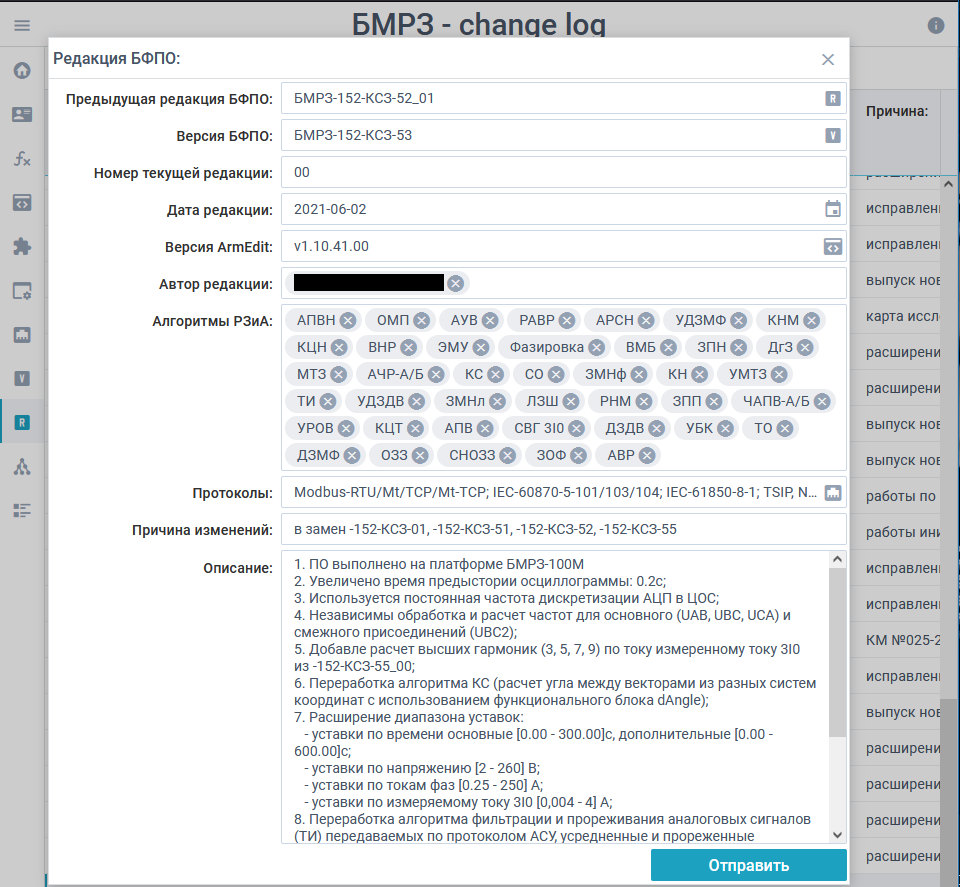 БМРЗ - change log
Редакция БФПО:
Причина:
Предыдущая редакция БФПО: БМРЗ-152-КСЗ-52_01 R
Версия БФПО: БМРЗ-152-КСЗ-53 V
Номер текущей редакции: 00
Дата редакции: 2021-06-02
Версия ArmEdit: v1.10.41.00
Автор редакции:
Алгоритмы РЗиА: АПВН ОМП АУВ РАВР АРСН УДЗМФ КНМ
КЦН ВНР ЭМУ Фазировка ВМБ ЗПН ДгЗ
МТЗ АЧР-А/Б КС СО ЗМНф КН УМТЗ
ТИ УДЗДВ ЗМНл ЛЗШ РНМ ЗПП ЧАПВ-А/Б
УРОВ КЦТ АПВ СВГ 3I0 ДЗДВ УБК ТО
ДЗМФ ОЗЗ СНОЗЗ ЗОФ АВР
Протоколы: Modbus-RTU/Mt/TCP/Mt-TCP; IEC-60870-5-101/103/104; IEC-61850-8-1; TSIP, N...
Причина изменений: в замен -152-КСЗ-01, -152-КСЗ-51, -152-КСЗ-52, -152-КСЗ-55
Описание: 1. ПО выполнено на платформе БМРЗ-100М
2. Увеличено время предыстории осциллограммы: 0.2с;
3. Используется постоянная частота дискретизации АЦП в ЦОС;
4. Независимы обработка и расчет частот для основного (UAB, UBC, UCA) и
смежного присоединений (UBC2);
5. Добавле расчет высших гармоник (3, 5, 7, 9) по току измеренному току 3I0
из -152-КСЗ-55_00;
6. Переработка алгоритма КС (расчет угла между векторами из разных систем
координат с использованием функционального блока dAngle);
7. Расширение диапазона уставок:
- уставки по времени основные [0.00 - 300.00]с, дополнительные [0.00 -
600.00]с;
- уставки по напряжению [2 - 260] В;
- уставки по токам фаз [0.25 - 250] А;
- уставки по измеряемому току 3I0 [0,004 - 4] А;
8. Переработка алгоритма фильтрации и прореживания аналоговых сигналов
(ТИ) передаваемых по протоколом АСУ, усредненные и прореженные
Отправить
исправлен
исправлен
выпуск нов
карта иссл
расширени
расширени
выпуск нов
выпуск нов
работы по
работы ини
исправлен
исправлен
КМ №025-2
исправлен
выпуск нов
расширени
расширени
расширени
расширени